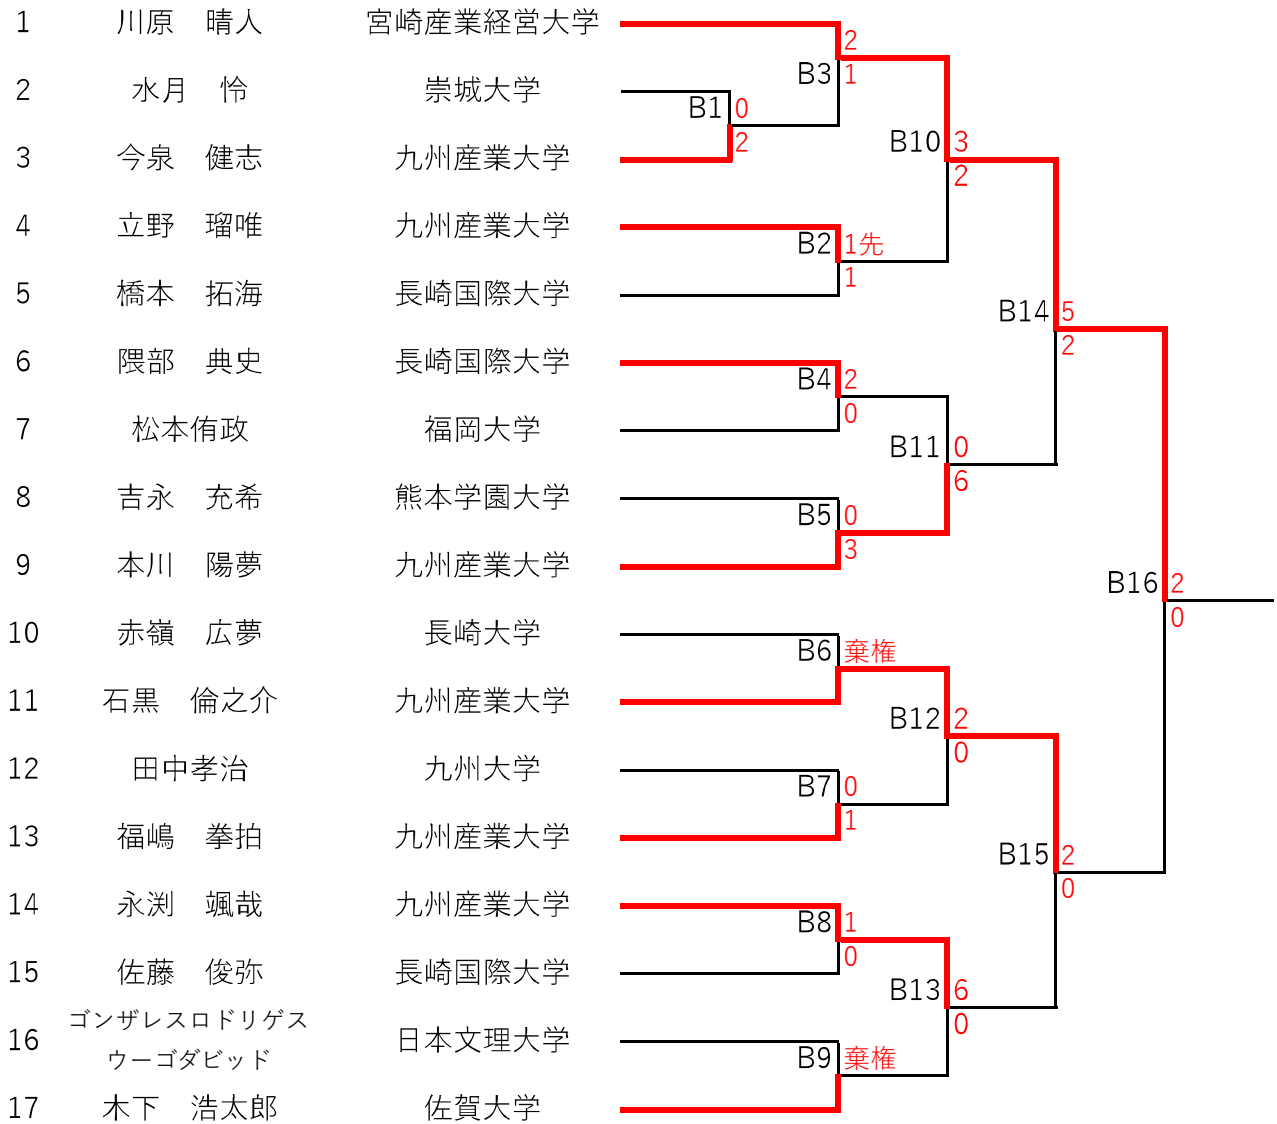 1 川原　晴人 宮崎産業経営大学
2
B3 1
2 水月　怜 崇城大学
B1 0
2
3 今泉　健志 九州産業大学
B10 3
2
4 立野　瑠唯 九州産業大学
B2 1先
1
5 橋本　拓海 長崎国際大学
B14 5
2
6 隈部　典史 長崎国際大学
B4 2
0
7 松本侑政 福岡大学
B11 0
6
8 吉永　充希 熊本学園大学
B5 0
3
9 本川　陽夢 九州産業大学
B16 2
0
10 赤嶺　広夢 長崎大学
B6 棄権
11 石黒　倫之介 九州産業大学
B12 2
0
12 田中孝治 九州大学
B7 0
1
13 福嶋　拳拍 九州産業大学
B15 2
0
14 永渕　颯哉 九州産業大学
B8 1
0
15 佐藤　俊弥 長崎国際大学
B13 6
0
16 ゴンザレスロドリゲス
ウーゴダビッド 日本文理大学
B9 棄権
17 木下　浩太郎 佐賀大学